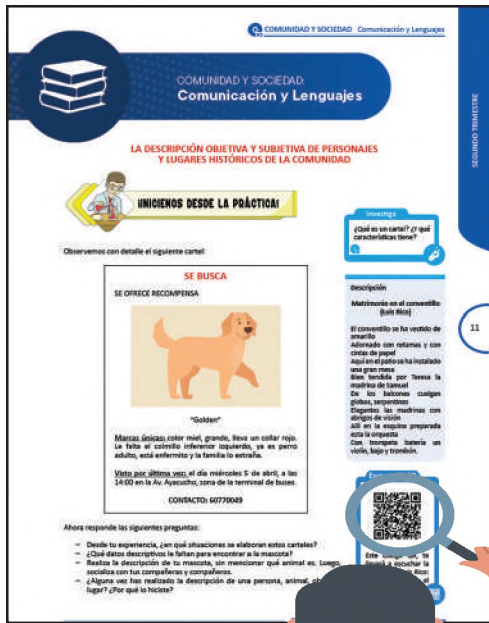 COMUNIDAD Y SOCIEDAD Comunicación y Lenguajes
COMUNIDAD Y SOCIEDAD:
Comunicación y Lenguajes
SEGUNDO TRIMESTRE
LA DESCRIPCIÓN OBJETIVA Y SUBJETIVA DE PERSONAJES
Y LUGARES HISTÓRICOS DE LA COMUNIDAD
¡INICIEMOS DESDE LA PRÁCTICA!
Observemos con detalle el siguiente cartel:
SE BUSCA
SE OFRECE RECOMPENSA
"Golden"
Marcas únicas: color miel, grande, lleva un collar rojo.
Le falta el colmillo inferior izquierdo, ya es perro
adulto, está enfermito y la familia lo extraña.
Visto por última vez: el día miércoles 5 de abril, a las
14:00 en la Av. Ayacucho, zona de la terminal de buses.
CONTACTO: 60770049
Ahora responde las siguientes preguntas:
− Desde tu experiencia, ¿en qué situaciones se elaboran estos carteles?
− ¿Qué datos descriptivos le faltan para encontrar a la mascota?
− Realiza la descripción de tu mascota, sin mencionar qué animal es. Luego,
socializa con tus compañeras y compañeros.
− ¿Alguna vez has realizado la descripción de una persona, animal,
lugar? ¿Por qué lo hiciste?
Investiga
¿Qué es un cartel? ¿Y qué
características tiene?
Descripción
Matrimonio en el conventillo
(Luis Rico)
El conventillo se ha vestido de
amarillo
Adornado con retamas y con
cintas de papel
Aquí en el patio se ha instalado
una gran mesa
Bien tendida por Teresa la
madrina de Samuel
De los balcones cuelgan
globos, serpentinas
Elegantes las madrinas con
abrigos de visión
Allí en la esquina preparada
esta la orquesta
Con trompeta batería un
violín, bajo y trombón.
11
Este te
a escuchar la
Rico:
el